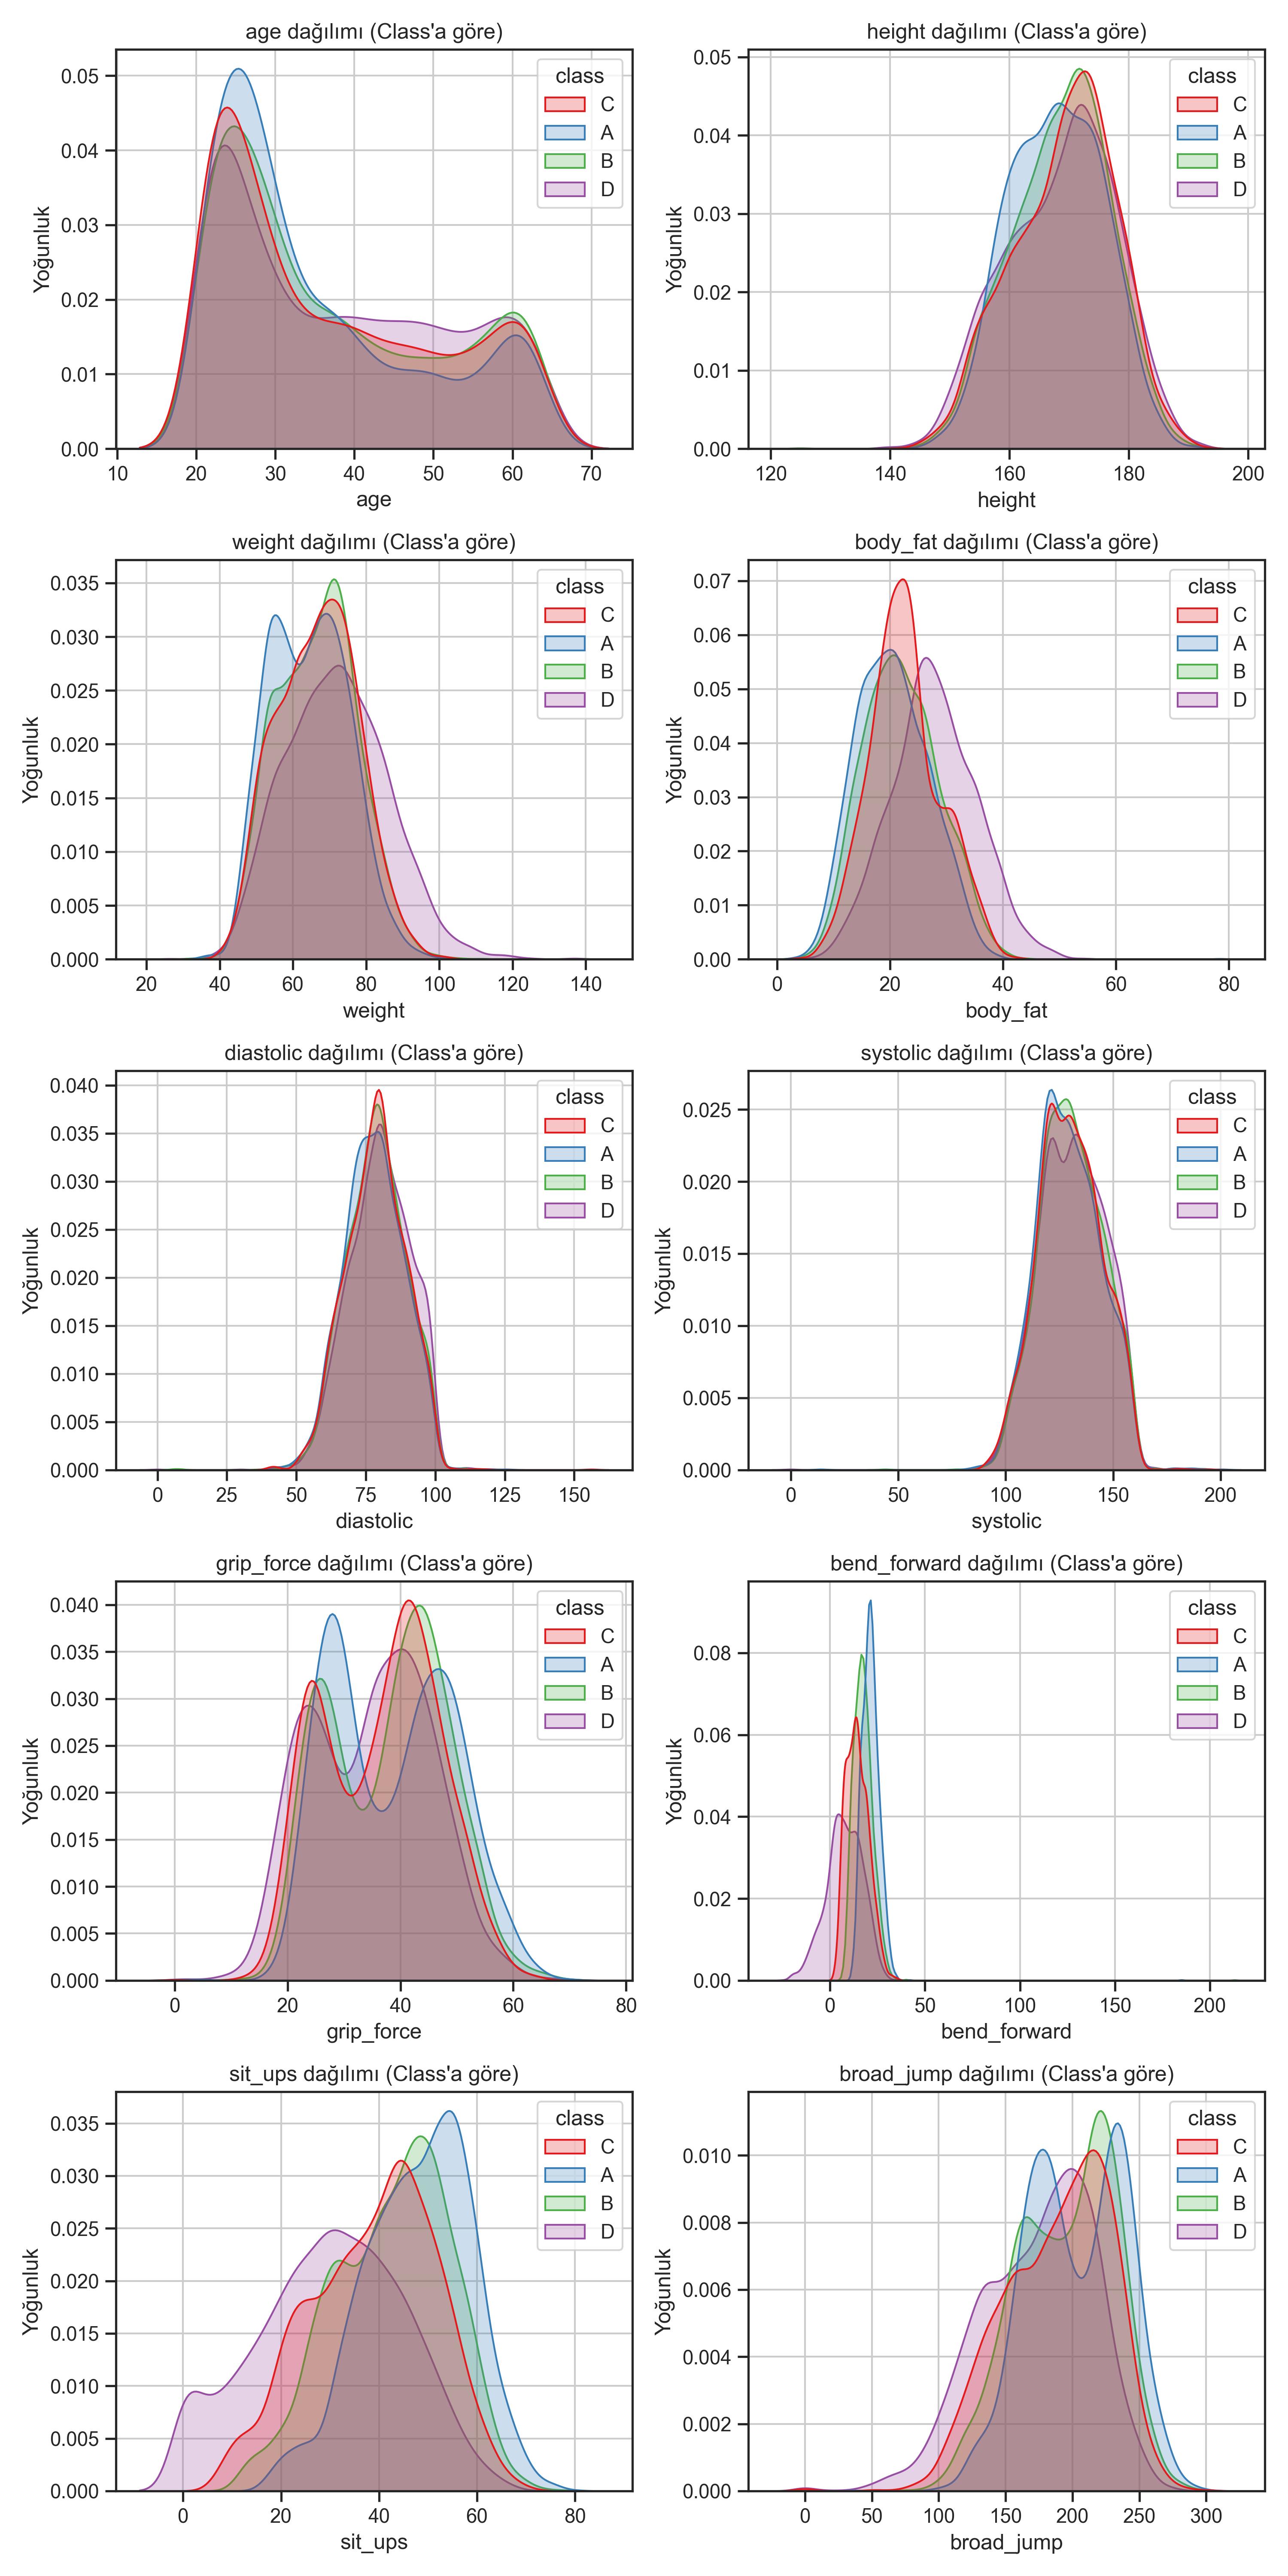 age dağılımı (Class'a göre)
0.05
0.04
0.03
0.02
0.01
0.00
Yoğunluk
class
C
A
B
D
10 20 30 40 50 60 70
age
height dağılımı (Class'a göre)
0.05
0.04
0.03
0.02
0.01
0.00
Yoğunluk
class
C
A
B
D
120 140 160 180 200
height
weight dağılımı (Class'a göre)
0.035
0.030
0.025
0.020
0.015
0.010
0.005
0.000
Yoğunluk
class
C
A
B
D
20 40 60 80 100 120 140
weight
body_fat dağılımı (Class'a göre)
0.07
0.06
0.05
0.04
0.03
0.02
0.01
0.00
Yoğunluk
class
C
A
B
D
0 20 40 60 80
body_fat
diastolic dağılımı (Class'a göre)
0.040
0.035
0.030
0.025
0.020
0.015
0.010
0.005
0.000
Yoğunluk
class
C
A
B
D
0 25 50 75 100 125 150
diastolic
systolic dağılımı (Class'a göre)
0.025
0.020
0.015
0.010
0.005
0.000
Yoğunluk
class
C
A
B
D
0 50 100 150 200
systolic
grip_force dağılımı (Class'a göre)
0.040
0.035
0.030
0.025
0.020
0.015
0.010
0.005
0.000
Yoğunluk
class
C
A
B
D
0 20 40 60 80
grip_force
bend_forward dağılımı (Class'a göre)
0.08
0.06
0.04
0.02
0.00
Yoğunluk
class
C
A
B
D
0 50 100 150 200
bend_forward
sit_ups dağılımı (Class'a göre)
0.035
0.030
0.025
0.020
0.015
0.010
0.005
0.000
Yoğunluk
class
C
A
B
D
0 20 40 60 80
sit_ups
broad_jump dağılımı (Class'a göre)
0.010
0.008
0.006
0.004
0.002
0.000
Yoğunluk
class
C
A
B
D
0 50 100 150 200 250 300
broad_jump